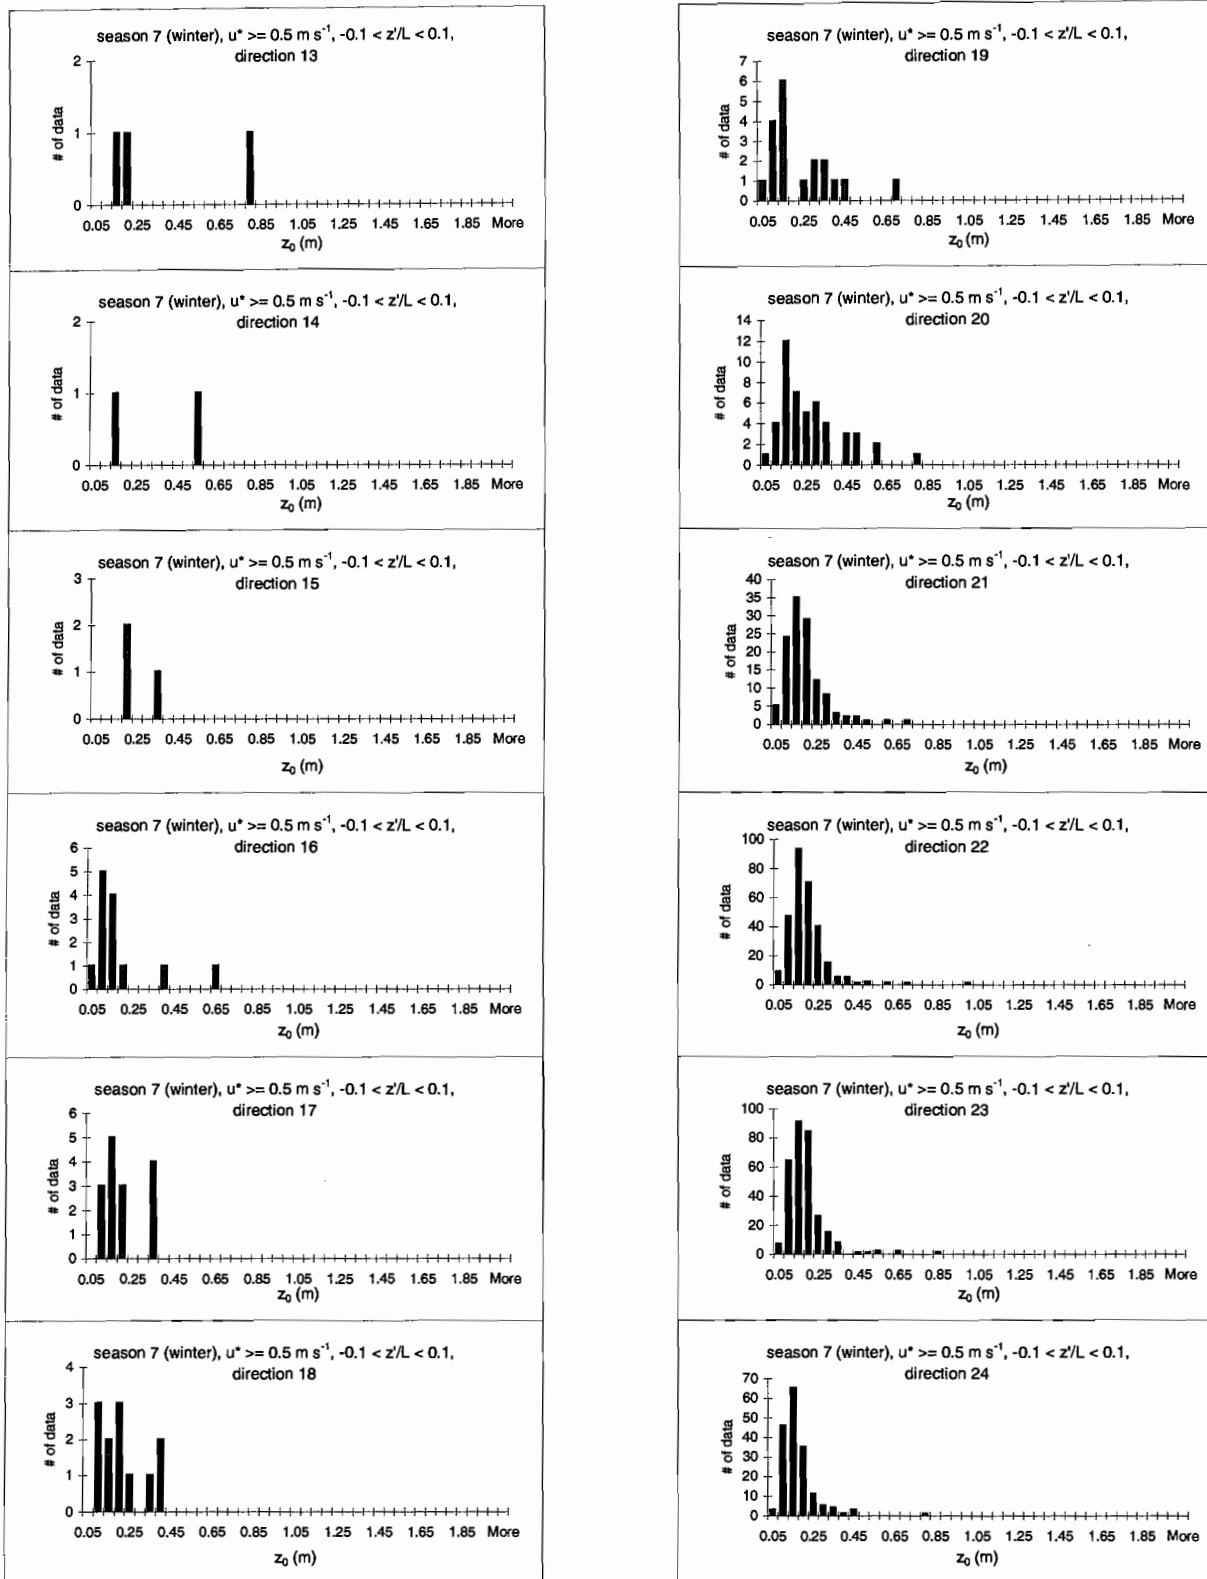 season 7 (winter), u* >= 0.5 m s-1, -0.1 < z'/L < 0.1,
direction 13
2
1
0
# of data
0.05 0.25 0.45 0.65 0.85 1.05 1.25 1.45 1.65 1.85 More
z0 (m)
season 7 (winter), u* >= 0.5 m s-1, -0.1 < z'/L < 0.1,
direction 14
2
1
0
# of data
0.05 0.25 0.45 0.65 0.85 1.05 1.25 1.45 1.65 1.85 More
z0 (m)
season 7 (winter), u* >= 0.5 m s-1, -0.1 < z'/L < 0.1,
direction 15
3
2
1
0
# of data
0.05 0.25 0.45 0.65 0.85 1.05 1.25 1.45 1.65 1.85 More
z0 (m)
season 7 (winter), u* >= 0.5 m s-1, -0.1 < z'/L < 0.1,
direction 16
6
5
4
3
2
1
0
# of data
0.05 0.25 0.45 0.65 0.85 1.05 1.25 1.45 1.65 1.85 More
z0 (m)
season 7 (winter), u* >= 0.5 m s-1, -0.1 < z'/L < 0.1,
direction 17
6
5
4
3
2
1
0
# of data
0.05 0.25 0.45 0.65 0.85 1.05 1.25 1.45 1.65 1.85 More
z0 (m)
season 7 (winter), u* >= 0.5 m s-1, -0.1 < z'/L < 0.1,
direction 18
4
3
2
1
0
# of data
0.05 0.25 0.45 0.65 0.85 1.05 1.25 1.45 1.65 1.85 More
z0 (m)
season 7 (winter), u* >= 0.5 m s-1, -0.1 < z'/L < 0.1,
direction 19
7
6
5
4
3
2
1
0
# of data
0.05 0.25 0.45 0.65 0.85 1.05 1.25 1.45 1.65 1.85 More
z0 (m)
season 7 (winter), u* >= 0.5 m s-1, -0.1 < z'/L < 0.1,
direction 20
14
12
10
8
6
4
2
0
# of data
0.05 0.25 0.45 0.65 0.85 1.05 1.25 1.45 1.65 1.85 More
z0 (m)
season 7 (winter), u* >= 0.5 m s-1, -0.1 < z'/L < 0.1,
direction 21
40
35
30
25
20
15
10
5
0
# of data
0.05 0.25 0.45 0.65 0.85 1.05 1.25 1.45 1.65 1.85 More
z0 (m)
season 7 (winter), u* >= 0.5 m s-1, -0.1 < z'/L < 0.1,
direction 22
100
80
60
40
20
0
# of data
0.05 0.25 0.45 0.65 0.85 1.05 1.25 1.45 1.65 1.85 More
z0 (m)
season 7 (winter), u* >= 0.5 m s-1, -0.1 < z'/L < 0.1,
direction 23
100
80
60
40
20
0
# of data
0.05 0.25 0.45 0.65 0.85 1.05 1.25 1.45 1.65 1.85 More
z0 (m)
season 7 (winter), u* >= 0.5 m s-1, -0.1 < z'/L < 0.1,
direction 24
70
60
50
40
30
20
10
0
# of data
0.05 0.25 0.45 0.65 0.85 1.05 1.25 1.45 1.65 1.85 More
z0 (m)